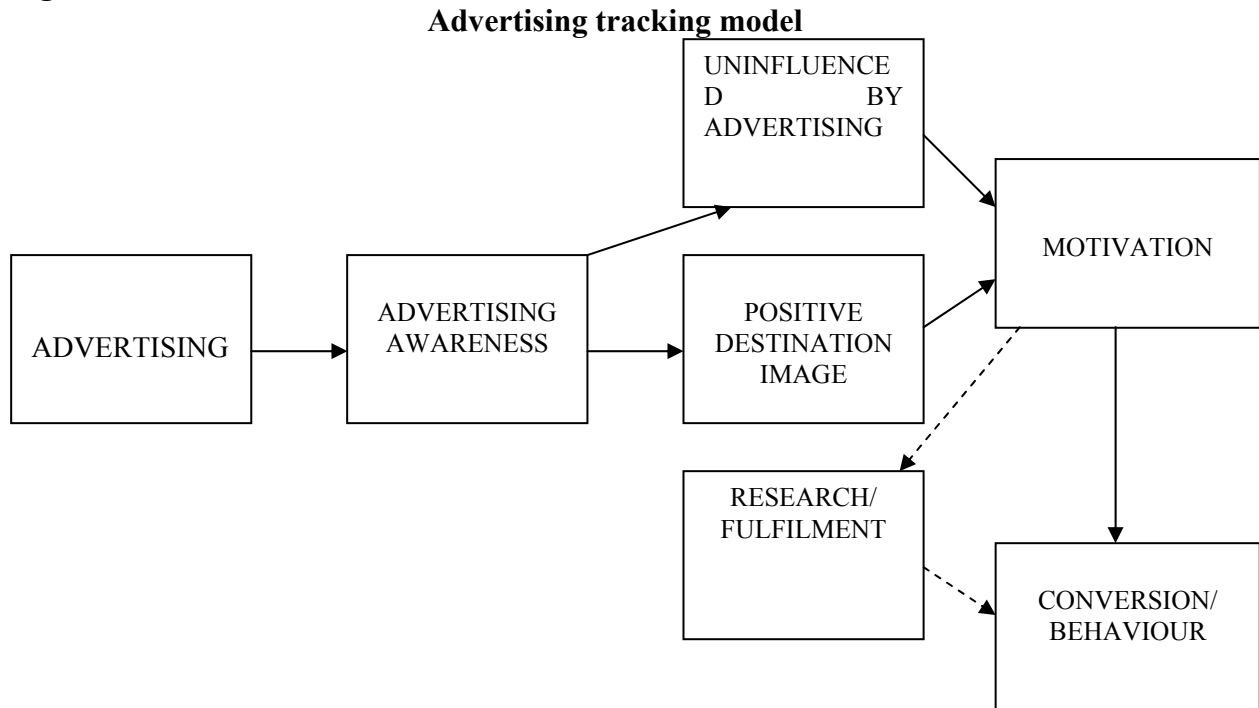 Advertising tracking model
UNINFLUENCE
D BY
ADVERTISING
MOTIVATION
ADVERTISING
ADVERTISING
AWARENESS
POSITIVE
DESTINATION
IMAGE
RESEARCH/
FULFILMENT
CONVERSION/
BEHAVIOUR